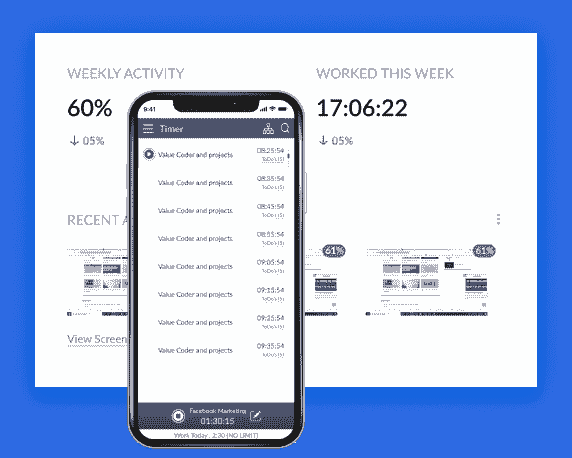 WEEKLY ACTIVITY
WORKED THIS WEEK
60%
17:06:22
↓ 05%
↓ 05%
RECENT A
61%
61%
View Screen
9:41
Timer
Value Coder and projects
08:25:54
ToDo's (5)
Value Coder and projects
08:35:54
ToDo's (5)
Value Coder and projects
08:45:54
ToDo's (5)
Value Coder and projects
08:55:54
ToDo's (5)
Value Coder and projects
09:05:54
ToDo's (5)
Value Coder and projects
09:15:54
ToDo's (5)
Value Coder and projects
09:25:54
ToDo's (5)
Value Coder and projects
09:35:54
ToDo's (5)
Facebook Marketing
01:30:15
Work Today : 2:30 (NO LIMIT)